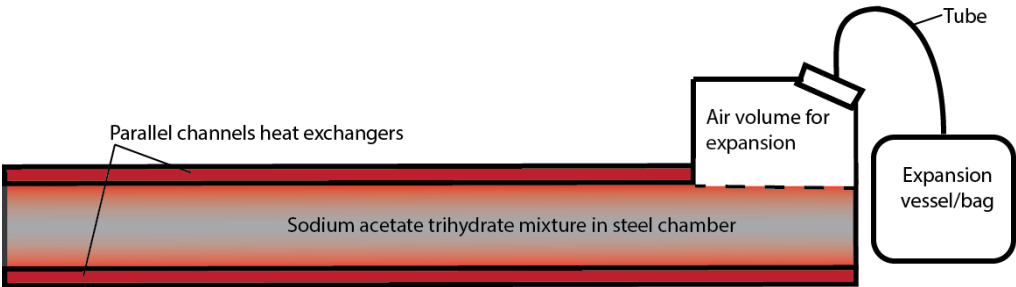 Tube
Air volume for
expansion
Parallel channels heat exchangers
Expansion
vessel/bag
Sodium acetate trihydrate mixture in steel chamber